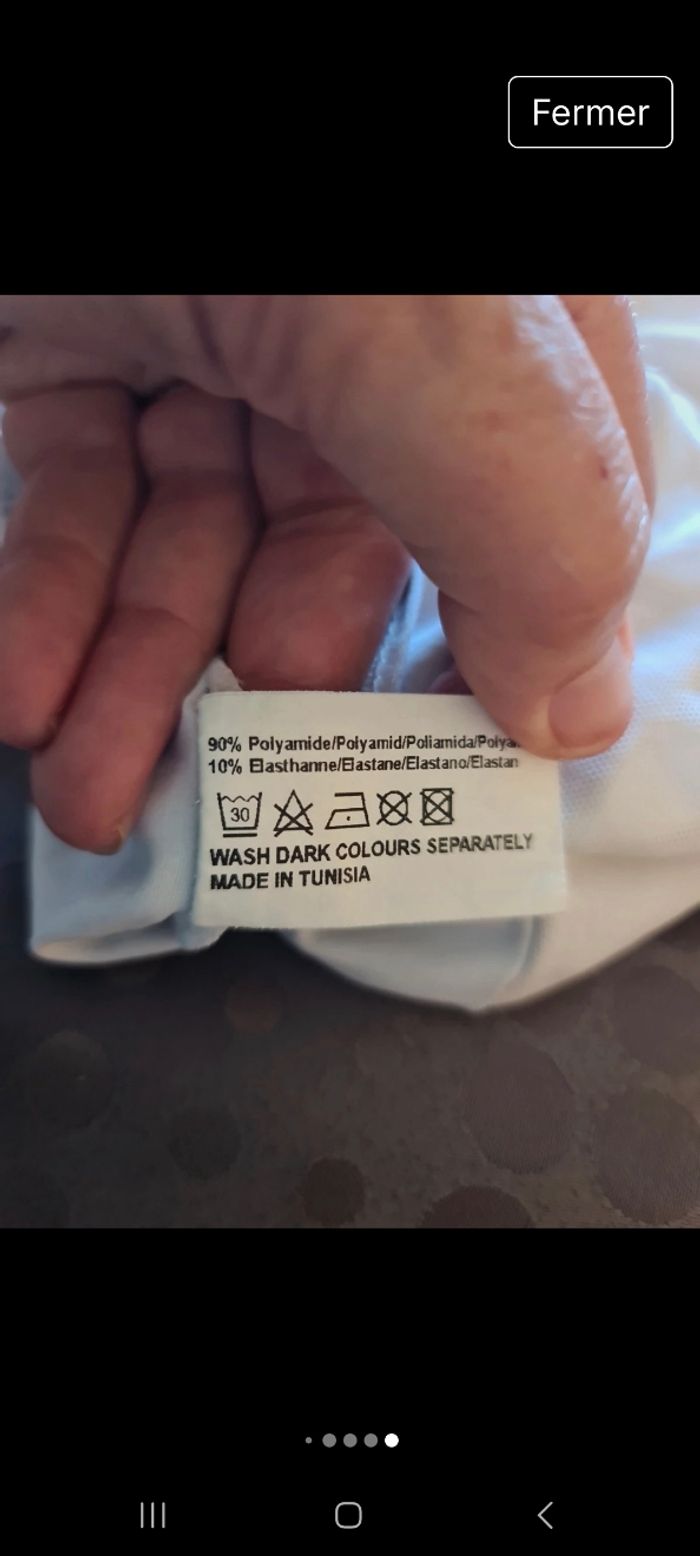 Fermer
90% Polyamide/Polyamid/Poliamida/
10% Elasthanne/Elastane/Elastano/Elastan
30
WASH DARK COLOURS SEPARATELY
MADE IN TUNISIA